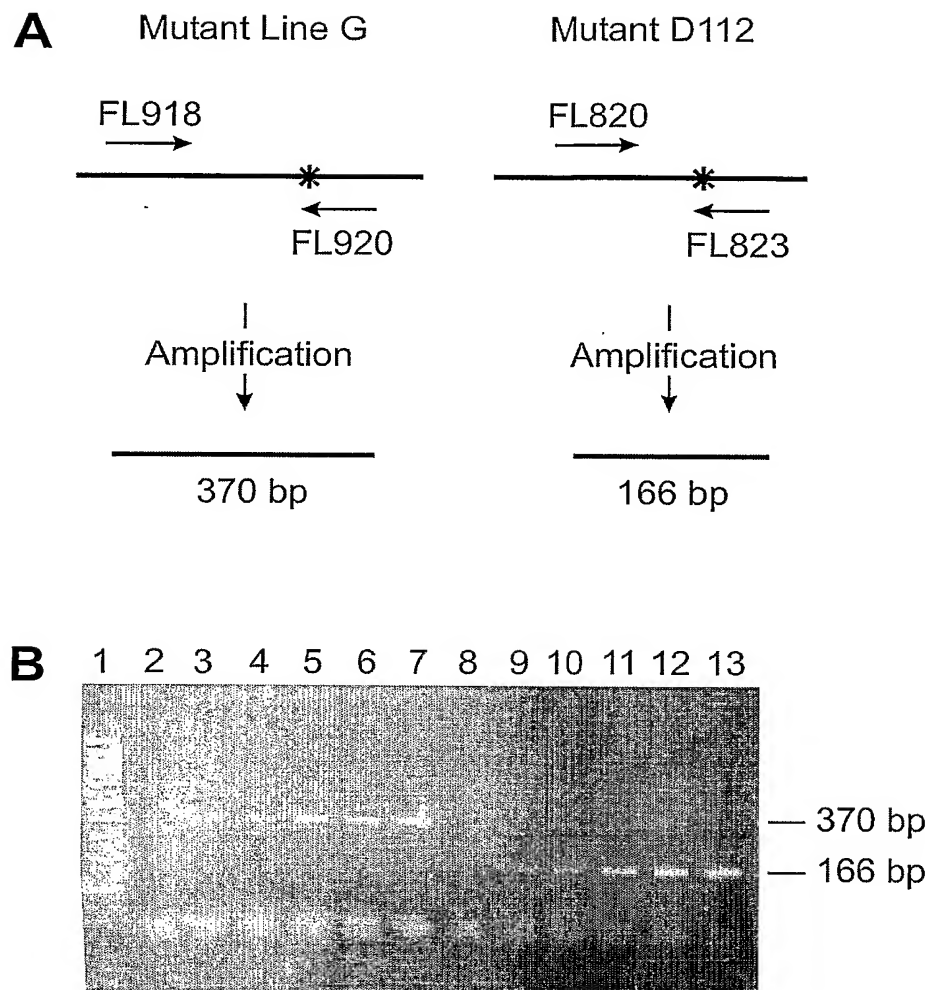 A
Mutant Line G
Mutant D112
FL918
FL920
FL820
FL823
Amplification
Amplification
370 bp
166 bp
B
1 2 3 4 5 6 7 8 9 10 11 12 13
370 bp
166 bp